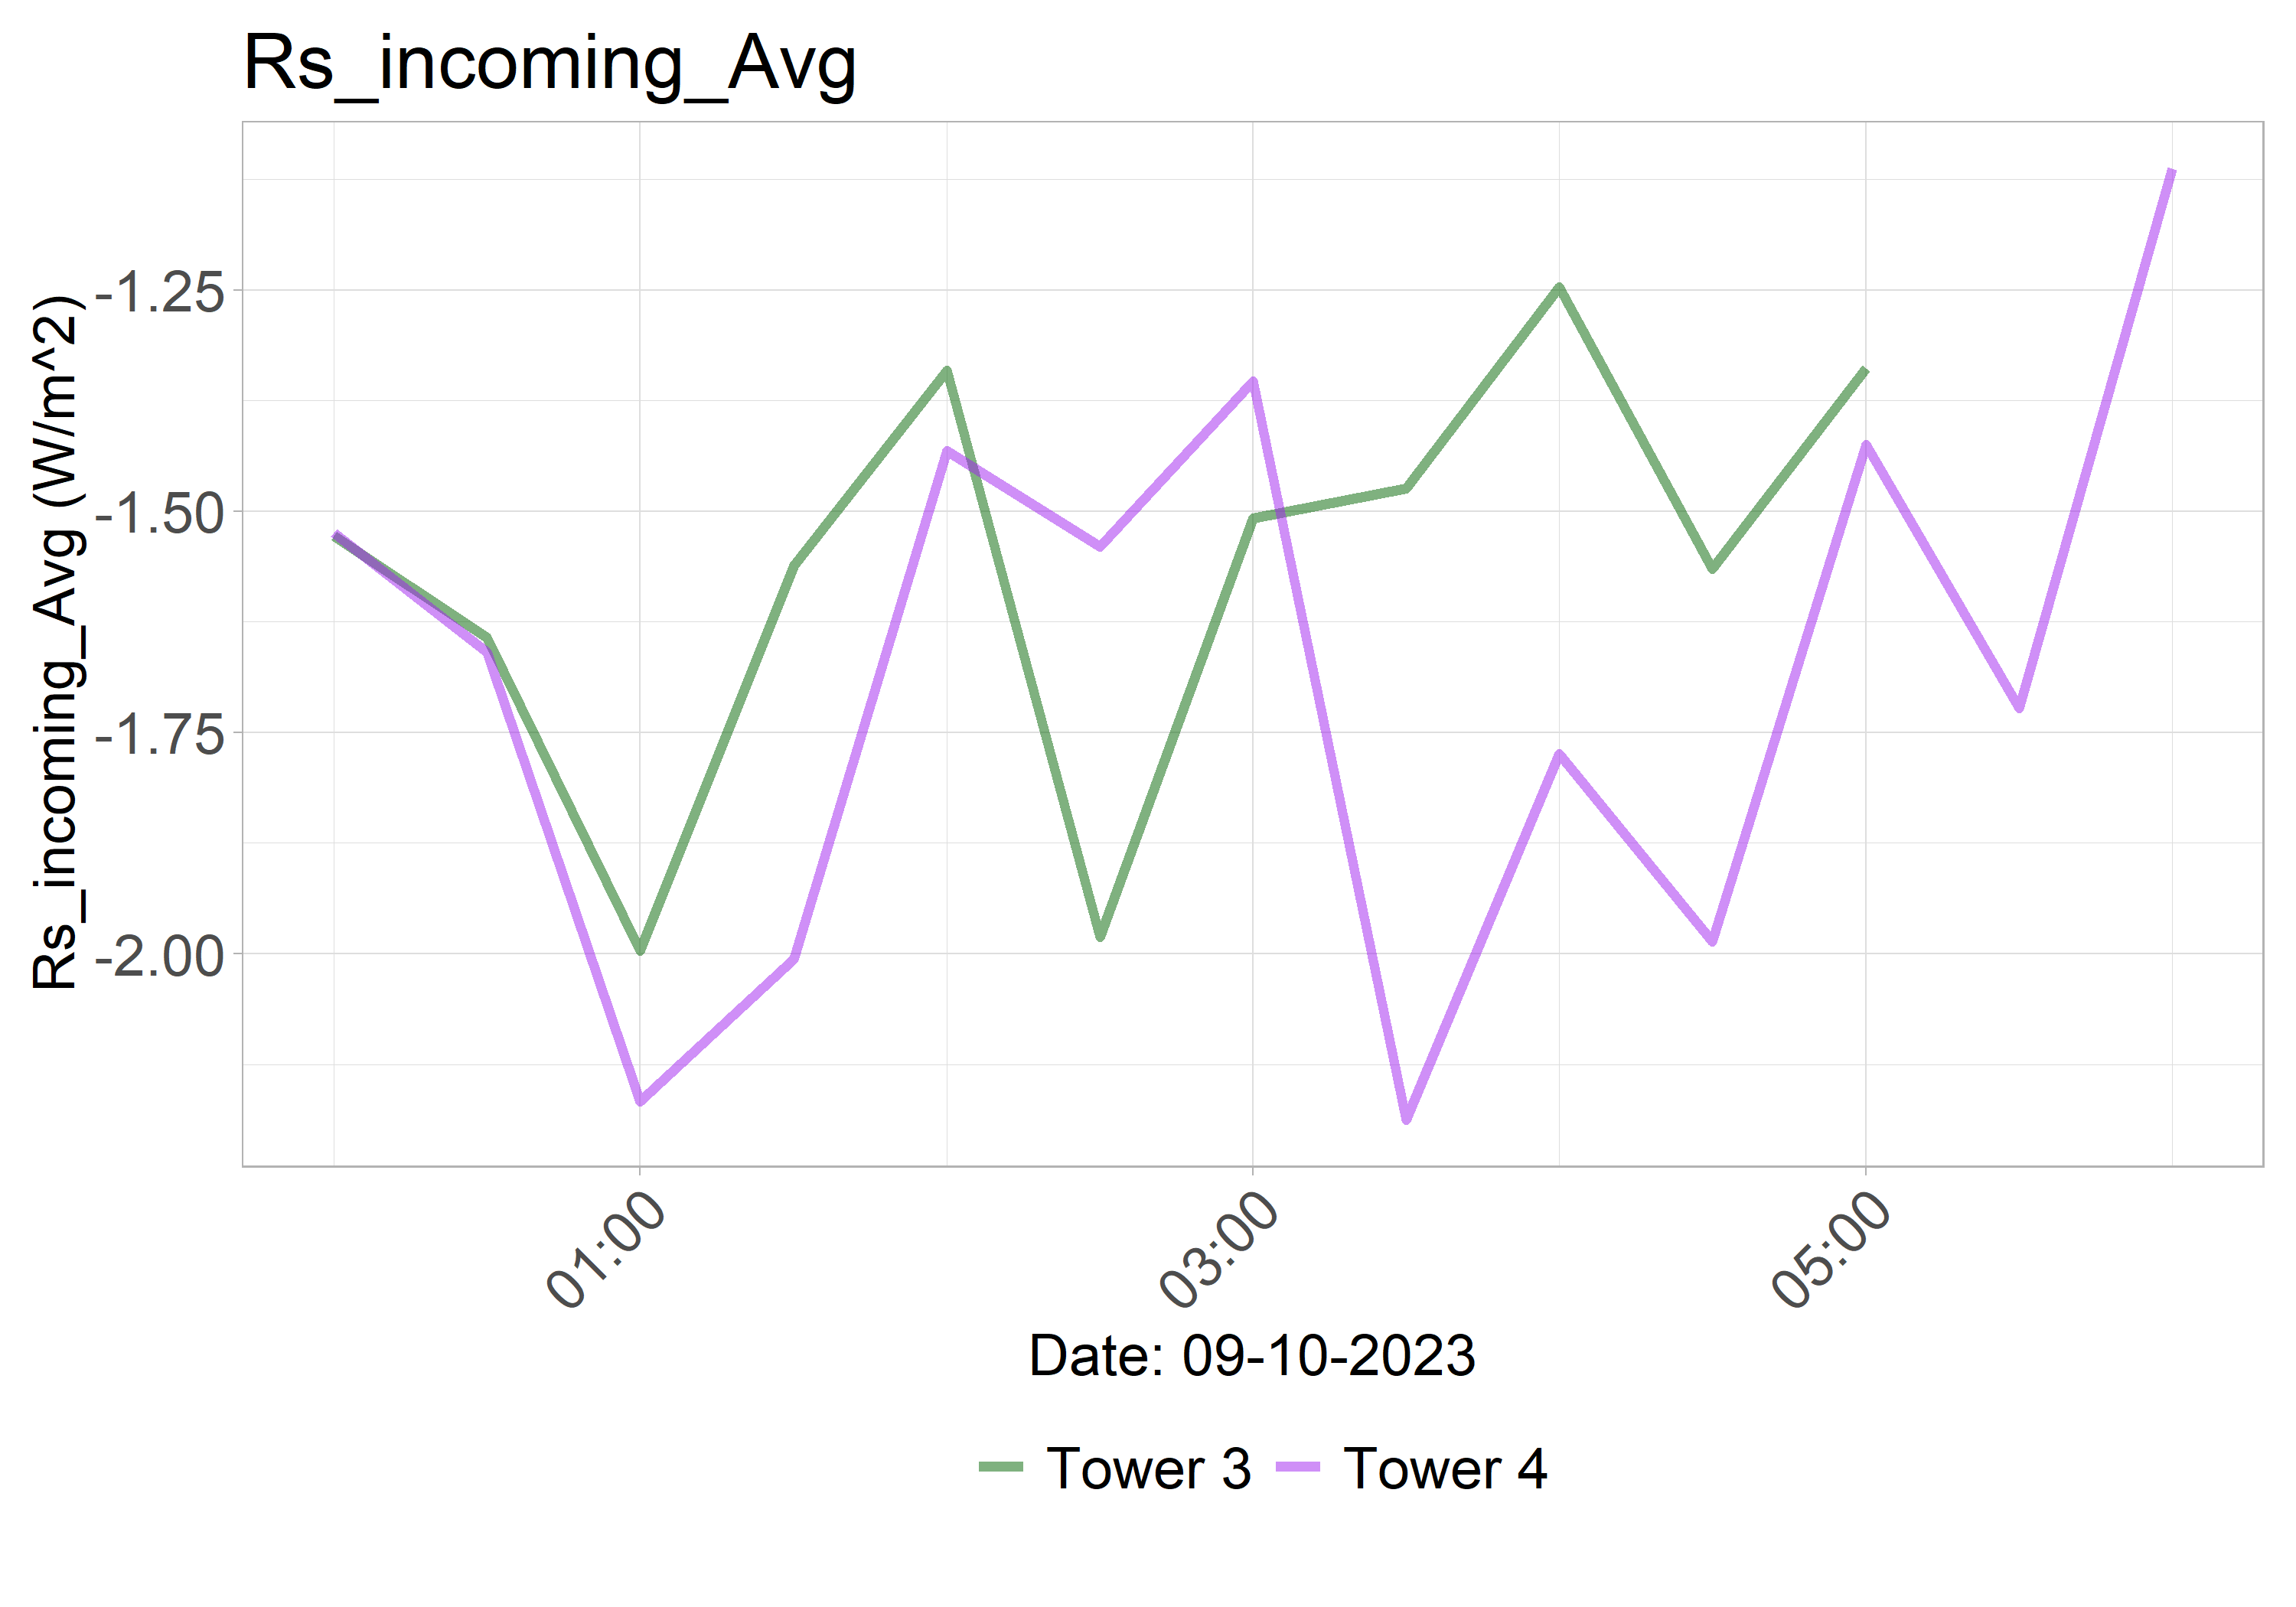 Rs_incoming_Avg
Rs_incoming_Avg (W/m^2)
-1.25
-1.50
-1.75
-2.00
01:00 03:00 05:00
Date: 09-10-2023
Tower 3 Tower 4